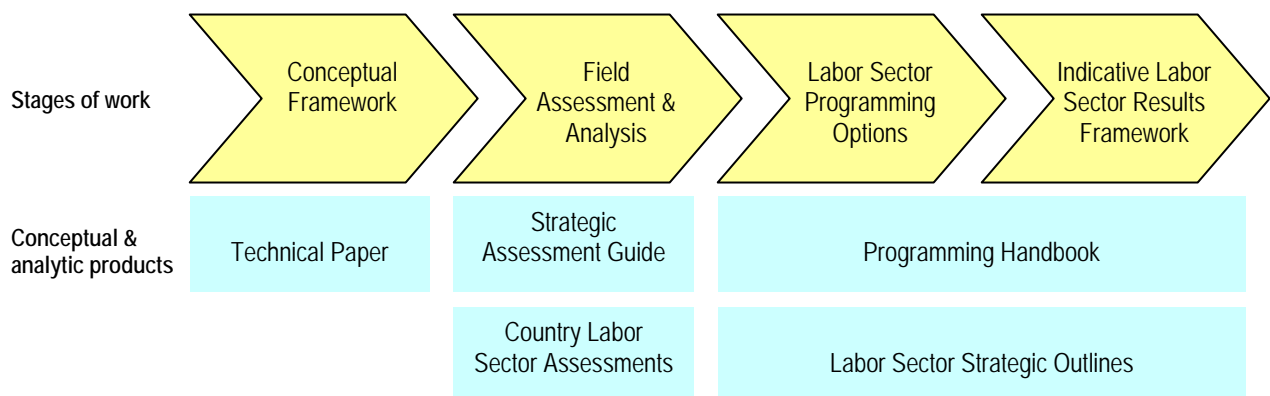 Stages of work
Conceptual
Framework
Field
Assessment &
Analysis
Labor Sector
Programming
Options
Indicative Labor
Sector Results
Framework
Conceptual &
analytic products
Technical Paper
Strategic
Assessment Guide
Programming Handbook
Country Labor
Sector Assessments
Labor Sector Strategic Outlines